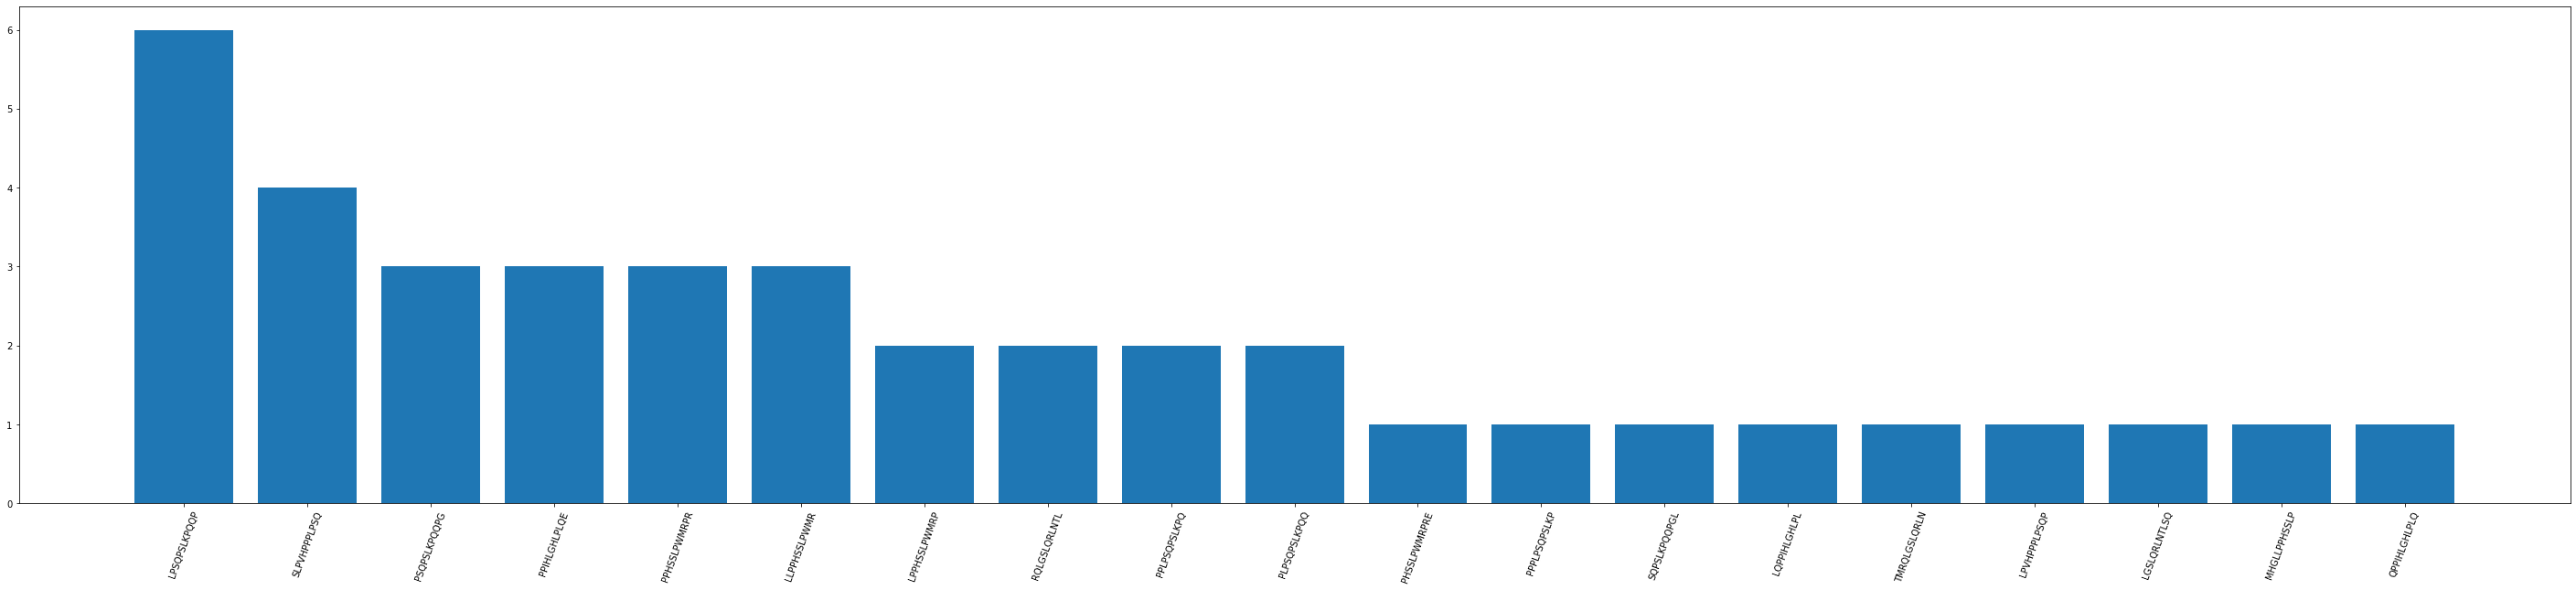 6
5
4
3
2
1
0
LPSQPSLKPQQP
SLPVHPPPLPSQ
PSQPSLKPQQPG
PPIHLGHLPLQE
PPHSSLPWMRPR
LLPPHSSLPWMR
LPPHSSLPWMRP
RQLGSLQRLNTL
PPLPSQPSLKPQ
PLPSQPSLKPQQ
PHSSLPWMRPRE
PPPLPSQPSLKP
SQPSLKPQQPGL
LQPPIHLGHLPL
TMRQLGSLQRLN
LPVHPPPLPSQP
LGSLQRLNTLSQ
MHGLLPPHSSLP
QPPIHLGHLPLQ